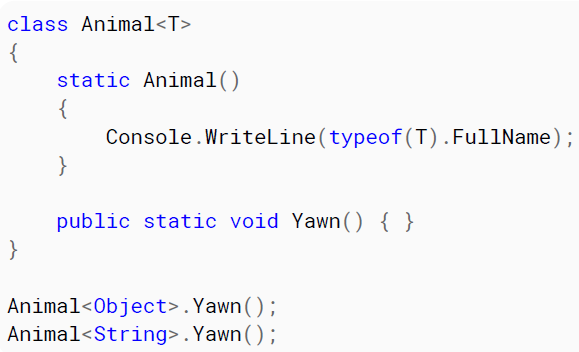 class Animal<T>
{
    static Animal()
    {
        Console.WriteLine(typeof(T).FullName);
    }

    public static void Yawn() { }
}

Animal<Object>.Yawn();
Animal<String>.Yawn();